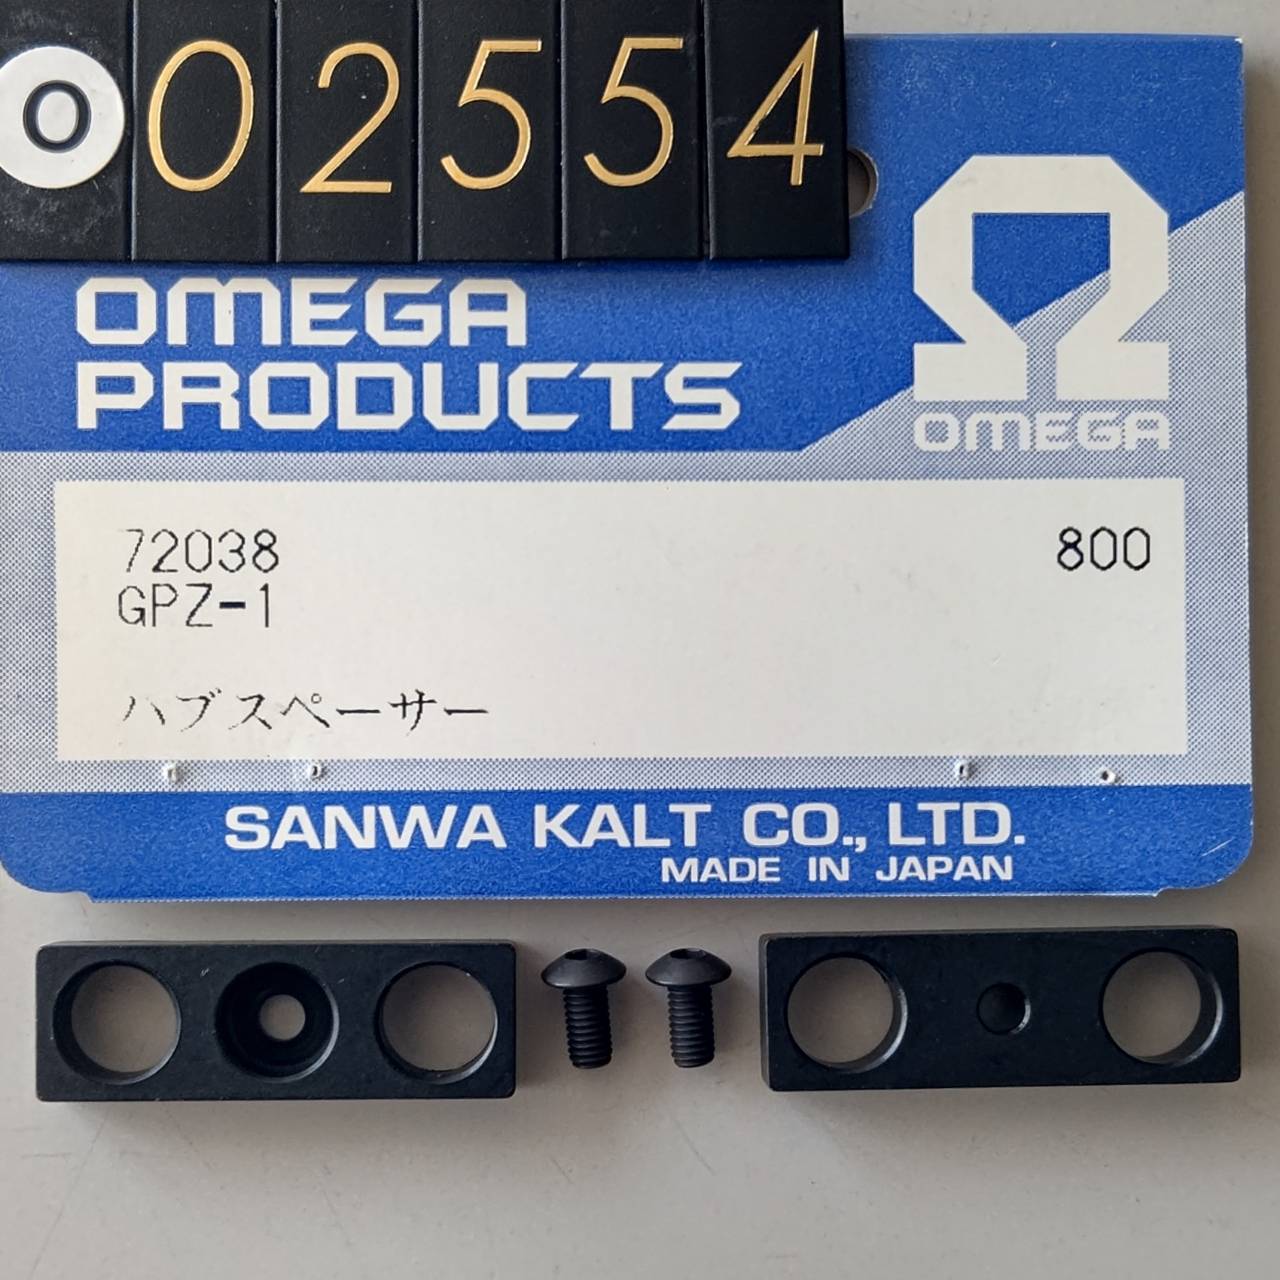 O 02554
OMEGA
PRODUCTS
Ω
OMEGA
72038
800
GPZ-1
ハブスペーサー
SANWA KALT CO., LTD.
MADE IN JAPAN